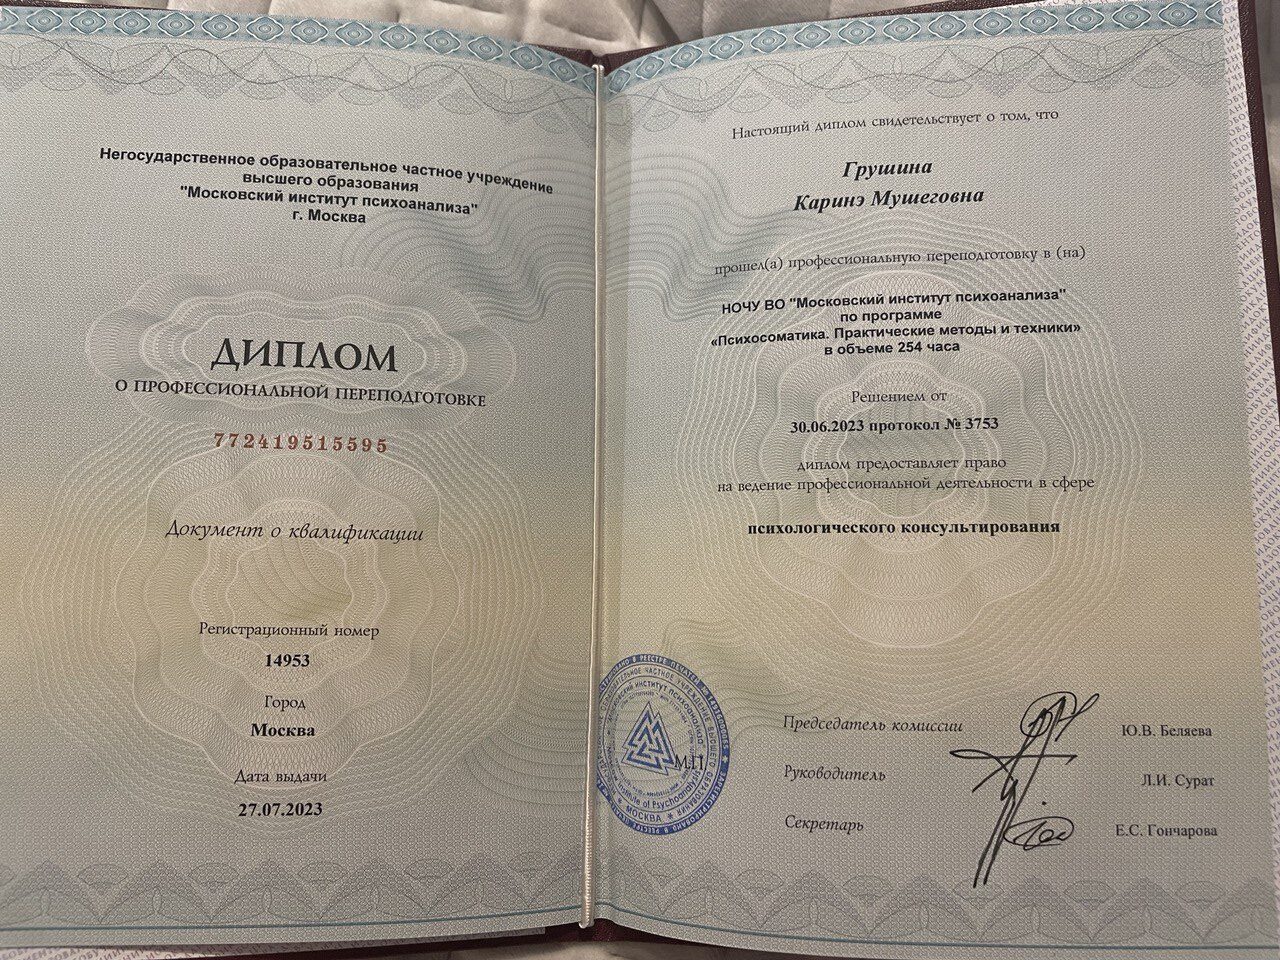 Негосударственное образовательное частное учреждение
высшего образования
"Московский институт психоанализа"
г. Москва
ДИПЛОМ
О ПРОФЕССИОНАЛЬНОЙ ПЕРЕПОДГОТОВКЕ
772419515595
Документ о квалификации
Регистрационный номер
14953
Город
Москва
Дата выдачи
27.07.2023
Настоящий диплом свидетельствует о том, что
Грушина
Каринэ Мушеговна
прошел(а) профессиональную переподготовку в (на)
НОЧУ ВО "Московский институт психоанализа"
по программе
«Психосоматика. Практические методы и техники»
в объеме 254 часа
Решением от
30.06.2023 протокол № 3753
диплом предоставляет право
на ведение профессиональной деятельности в сфере
психологического консультирования
М.П.
Председатель комиссии
Ю.В. Беляева
Руководитель
Л.И. Сурат
Секретарь
Е.С. Гончарова
Institute of Psychoanalysis
МОСКВА